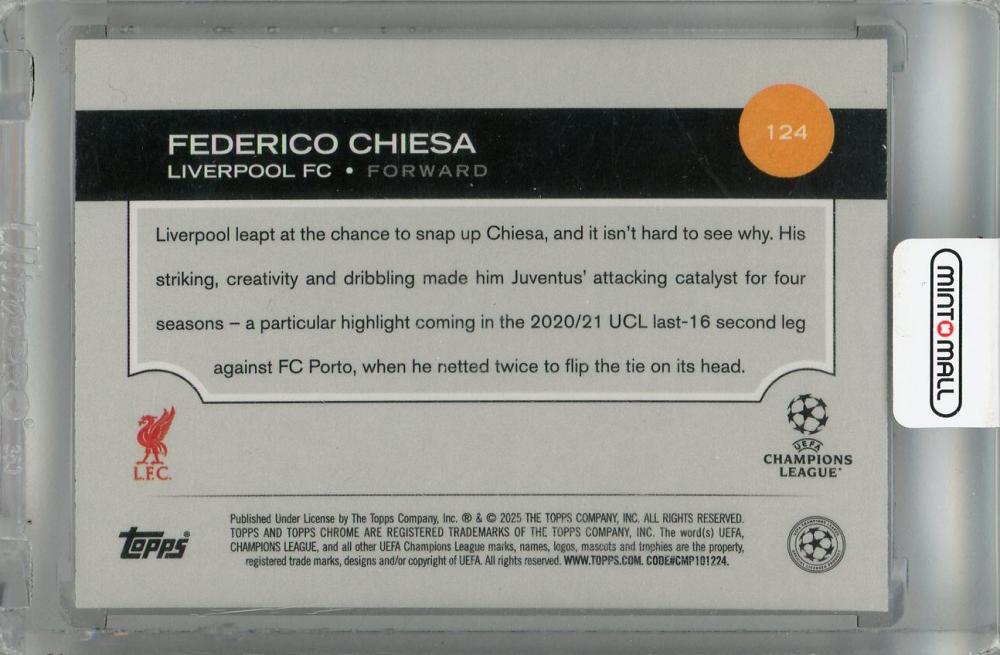 FEDERICO CHIESA
LIVERPOOL FC • FORWARD
124
Liverpool leapt at the chance to snap up Chiesa, and it isn't hard to see why. His
striking, creativity and dribbling made him Juventus' attacking catalyst for four
seasons – a particular highlight coming in the 2020/21 UCL last-16 second leg
against FC Porto, when he netted twice to flip the tie on its head.
MINT MALL
L.F.C.
UEFA
CHAMPIONS
LEAGUE
topps
Published Under License by The Topps Company, Inc. ® & © 2025 THE TOPPS COMPANY, INC. ALL RIGHTS RESERVED.
TOPPS AND TOPPS CHROME ARE REGISTERED TRADEMARKS OF THE TOPPS COMPANY, INC. The word(s) UEFA,
CHAMPIONS LEAGUE, and all other UEFA Champions League marks, names, logos, mascots and trophies are the property,
registered trade marks, designs and/or copyright of UEFA. All rights reserved. WWW.TOPPS.COM. CODE#CMP101224.